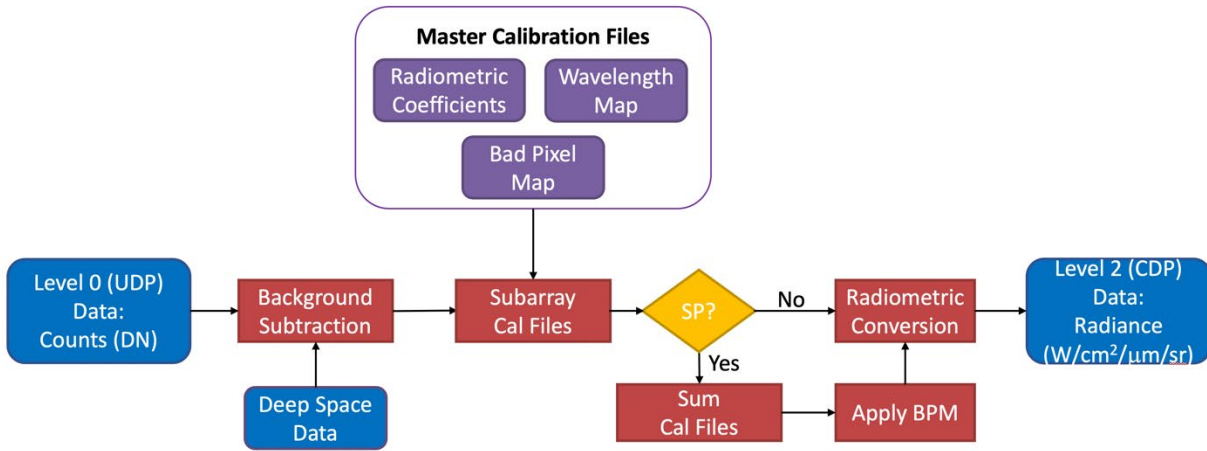 Master Calibration Files
Radiometric
Coefficients
Wavelength
Map
Bad Pixel
Map
Level 0 (UDP)
Data:
Counts (DN)
Background
Subtraction
Subarray
Cal Files
SP?
No
Radiometric
Conversion
Level 2 (CDP)
Data:
Radiance
(W/cm²/μm/sr)
Yes
Deep Space
Data
Sum
Cal Files
Apply BPM